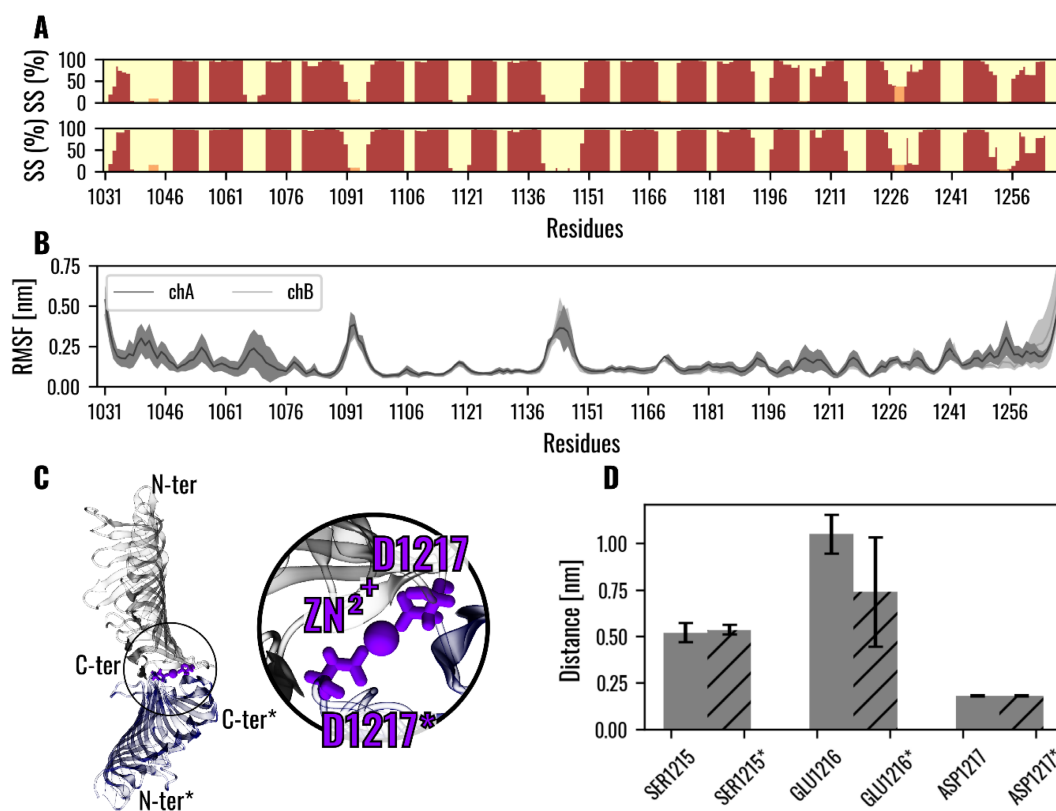 A
SS (%)
100
50
0
SS (%)
100
50
0
1031 1046 1061 1076 1091 1106 1121 1136 1151 1166 1181 1196 1211 1226 1241 1256
Residues
B
RMSF [nm]
0.75
0.50
0.25
0.00
chA chB
1031 1046 1061 1076 1091 1106 1121 1136 1151 1166 1181 1196 1211 1226 1241 1256
Residues
C
N-ter
C-ter
C-ter*
N-ter*
D1217
ZN2+
D1217*
D
Distance [nm]
1.00
0.75
0.50
0.25
0.00
SER1215 SER1215* GLU1216 GLU1216* ASP1217 ASP1217*